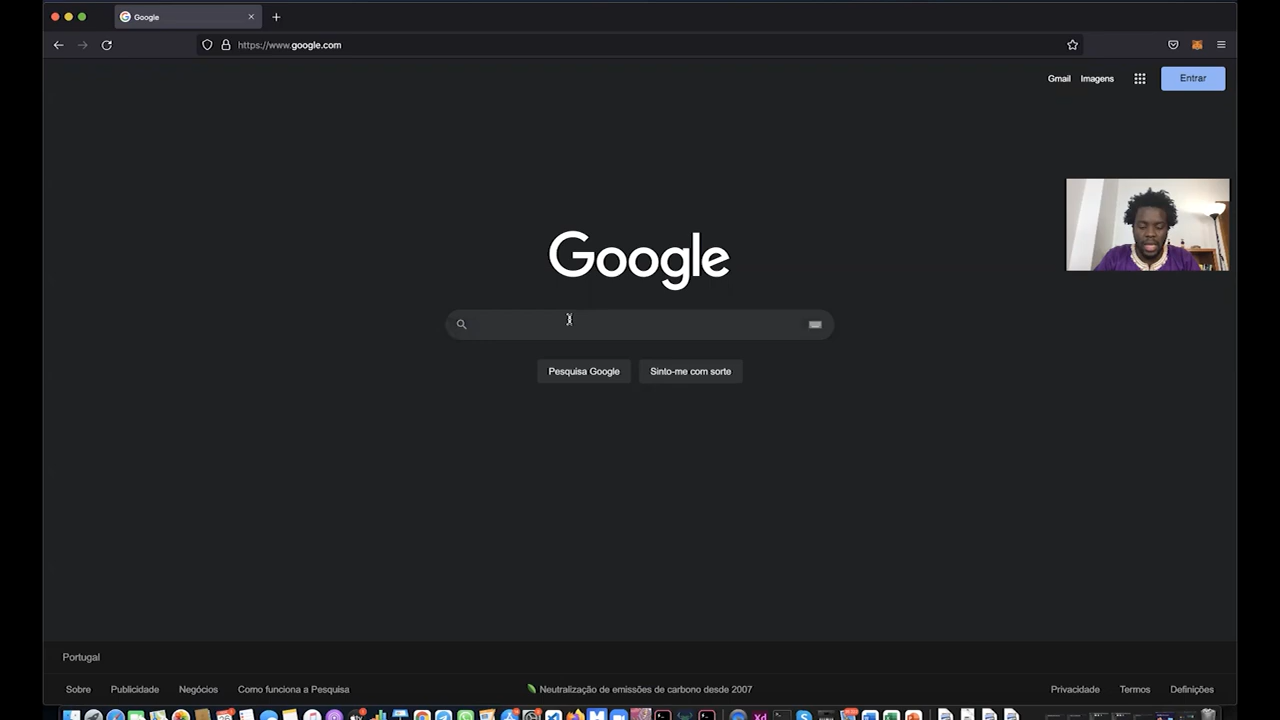 Google
https://www.google.com
Gmail
Imagens
Entrar
Google
Pesquisa Google
Sinto-me com sorte
Portugal
Sobre
Publicidade
Negócios
Como funciona a Pesquisa
Neutralização de emissões de carbono desde 2007
Privacidade
Termos
Definições